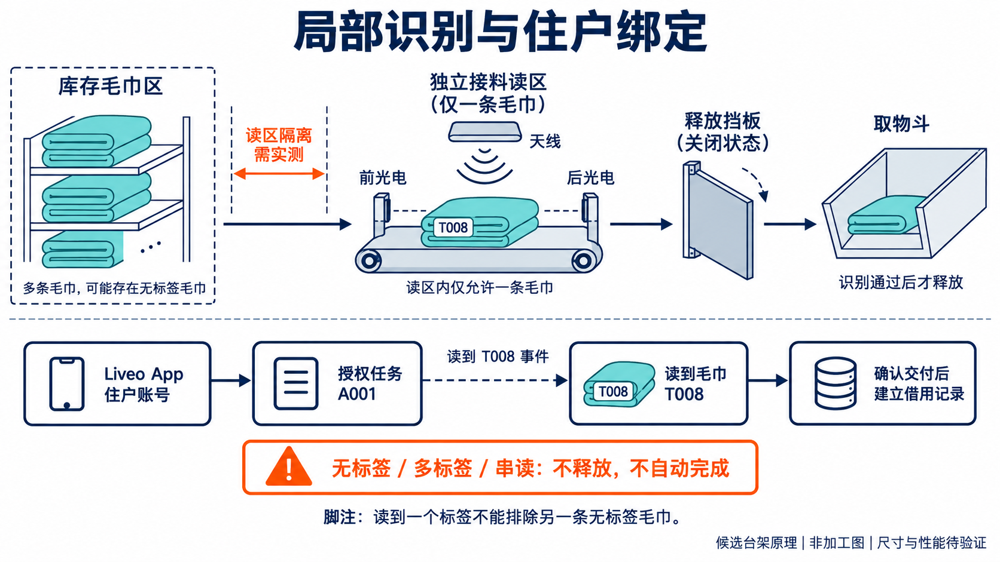 局部识别与住户绑定
库存毛巾区
多条毛巾, 可能存在无标签毛巾
读区隔离
需实测
独立接料读区
(仅一条毛巾)
天线
前光电
后光电
T008
读区内仅允许一条毛巾
释放挡板
(关闭状态)
取物斗
识别通过后才释放
Liveo App
住户账号
授权任务
A001
读到 T008 事件
T008
读到毛巾
T008
确认交付后
建立借用记录
无标签 / 多标签 / 串读：不释放，不自动完成
脚注：读到一个标签不能排除另一条无标签毛巾。
候选台架原理 | 非加工图 | 尺寸与性能待验证